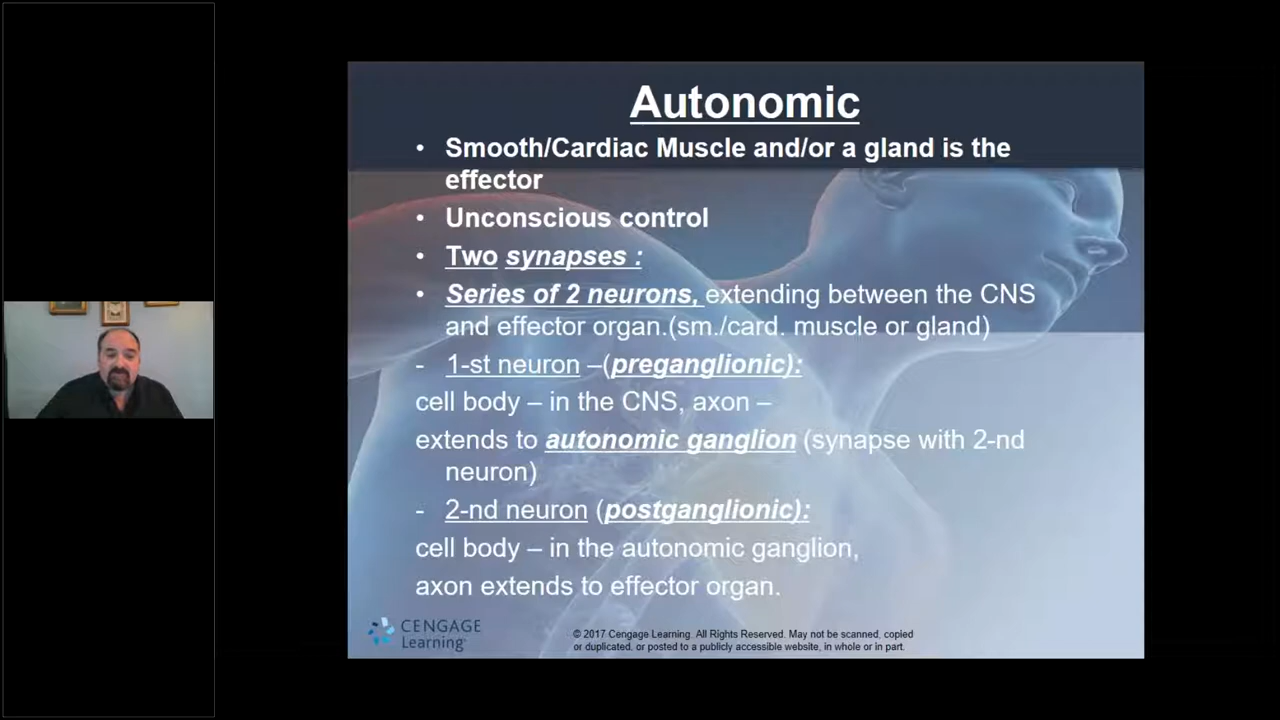 Autonomic
• Smooth/Cardiac Muscle and/or a gland is the
effector
• Unconscious control
• Two synapses :
• Series of 2 neurons, extending between the CNS
and effector organ.(sm./card. muscle or gland)
- 1-st neuron –(preganglionic):
cell body – in the CNS, axon –
extends to autonomic ganglion (synapse with 2-nd
neuron)
- 2-nd neuron (postganglionic):
cell body – in the autonomic ganglion,
axon extends to effector organ.
CENGAGE
Learning
© 2017 Cengage Learning. All Rights Reserved. May not be scanned, copied
or duplicated, or posted to a publicly accessible website, in whole or in part.